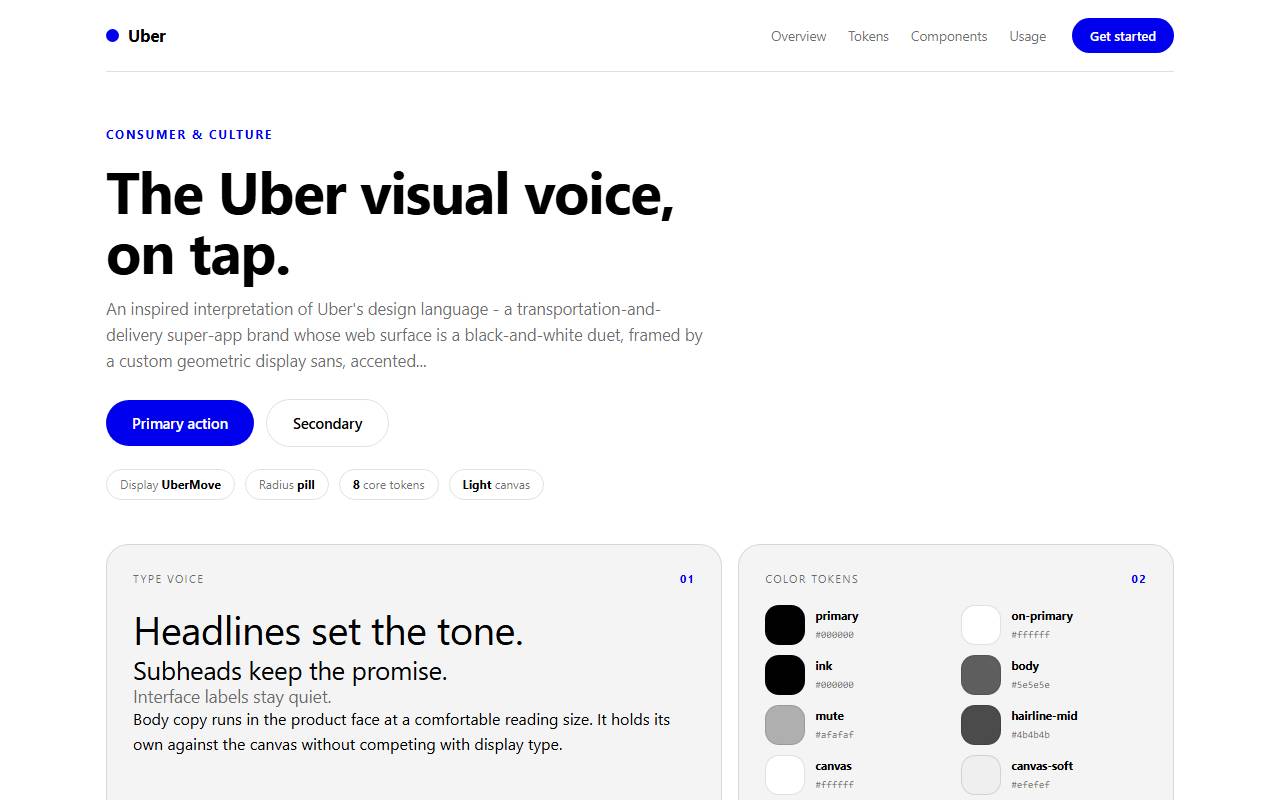 Uber
Overview
Tokens
Components
Usage
Get started
CONSUMER & CULTURE
The Uber visual voice,
on tap.
An inspired interpretation of Uber's design language - a transportation-and-
delivery super-app brand whose web surface is a black-and-white duet, framed by
a custom geometric display sans, accented...
Primary action
Secondary
Display UberMove
Radius pill
8 core tokens
Light canvas
TYPE VOICE
01
Headlines set the tone.
Subheads keep the promise.
Interface labels stay quiet.
Body copy runs in the product face at a comfortable reading size. It holds its
own against the canvas without competing with display type.
COLOR TOKENS
02
primary
#000000
on-primary
#ffffff
ink
#000000
body
#5e5e5e
mute
#afafaf
hairline-mid
#4b4b4b
canvas
#ffffff
canvas-soft
#efefef